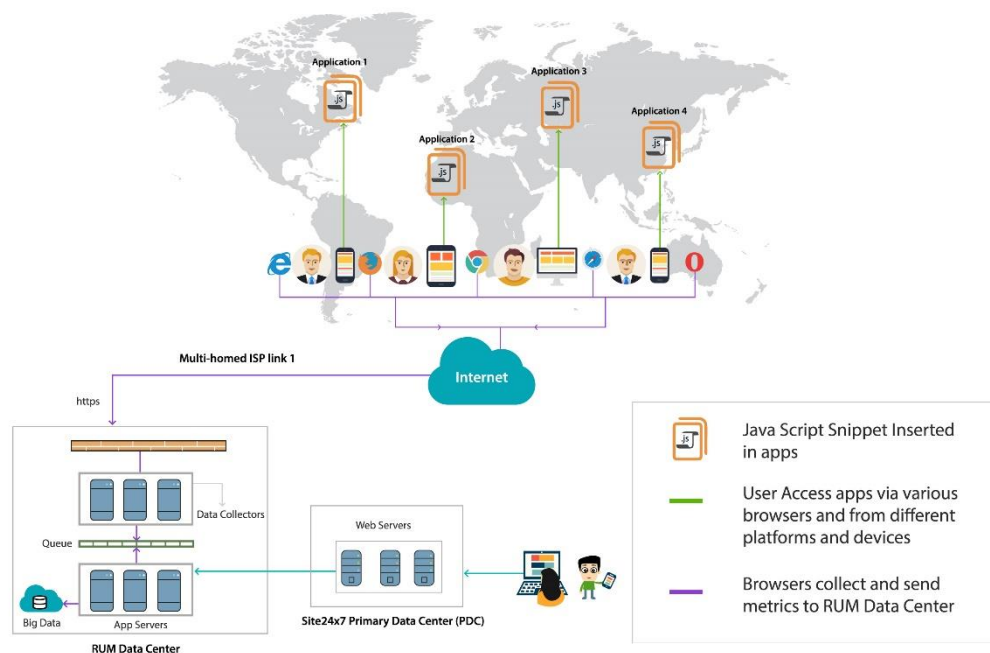 Application 1
Application 3
Application 4
Application 2
.js
.js
.js
.js
Multi-homed ISP link 1
Internet
https
Data Collectors
Queue
Big Data
App Servers
RUM Data Center
Web Servers
Site24x7 Primary Data Center (PDC)
.js
Java Script Snippet Inserted
in apps
User Access apps via various
browsers and from different
platforms and devices
Browsers collect and send
metrics to RUM Data Center